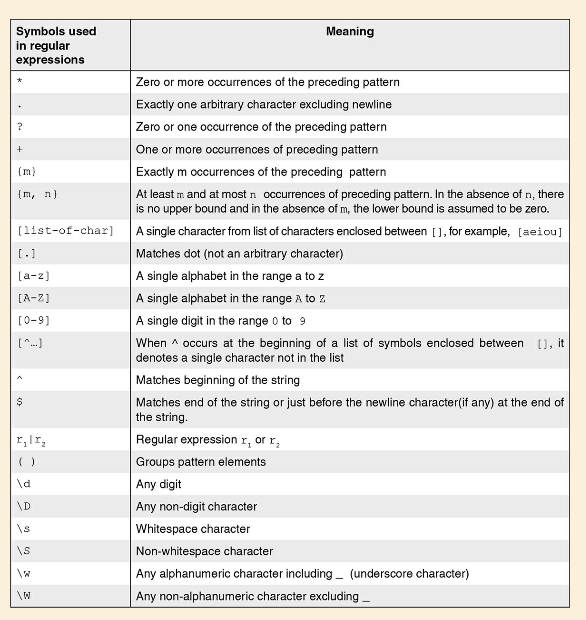 Symbols used
in regular
expressions
Meaning
* Zero or more occurrences of the preceding pattern
. Exactly one arbitrary character excluding newline
? Zero or one occurrence of the preceding pattern
+ One or more occurrences of preceding pattern
{m} Exactly m occurrences of the preceding pattern
{m, n} At least m and at most n occurrences of preceding pattern. In the absence of n, there
is no upper bound and in the absence of m, the lower bound is assumed to be zero.
[list-of-char] A single character from list of characters enclosed between [], for example, [aeiou]
[.] Matches dot (not an arbitrary character)
[a-z] A single alphabet in the range a to z
[A-Z] A single alphabet in the range A to Z
[0-9] A single digit in the range 0 to 9
[^…] When ^ occurs at the beginning of a list of symbols enclosed between [], it
denotes a single character not in the list
^ Matches beginning of the string
$ Matches end of the string or just before the newline character(if any) at the end of
the string.
r₁|r₂ Regular expression r₁ or r₂
( ) Groups pattern elements
\d Any digit
\D Any non-digit character
\s Whitespace character
\S Non-whitespace character
\w Any alphanumeric character including _ (underscore character)
\W Any non-alphanumeric character excluding _